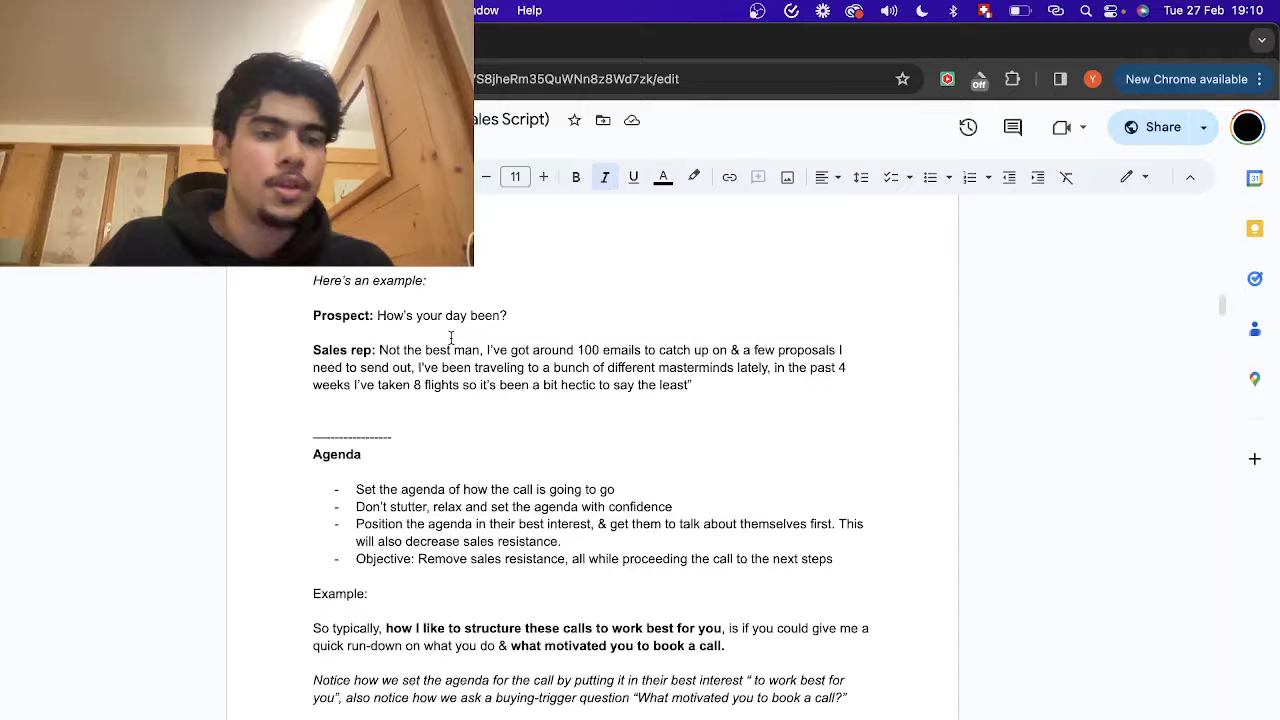 ndow Help Tue 27 Feb 19:10
/S8jheRm35QuWNn8z8Wd7zk/edit Off Y New Chrome available
ales Script) Share
11 B I U A
31
Here's an example:
Prospect: How's your day been?
Sales rep: Not the best man, I've got around 100 emails to catch up on & a few proposals I
need to send out, I've been traveling to a bunch of different masterminds lately, in the past 4
weeks I've taken 8 flights so it's been a bit hectic to say the least”
—----------------
Agenda
- Set the agenda of how the call is going to go
- Don't stutter, relax and set the agenda with confidence
- Position the agenda in their best interest, & get them to talk about themselves first. This
will also decrease sales resistance.
- Objective: Remove sales resistance, all while proceeding the call to the next steps
Example:
So typically, how I like to structure these calls to work best for you, is if you could give me a
quick run-down on what you do & what motivated you to book a call.
Notice how we set the agenda for the call by putting it in their best interest “ to work best for
you”, also notice how we ask a buying-trigger question “What motivated you to book a call?”